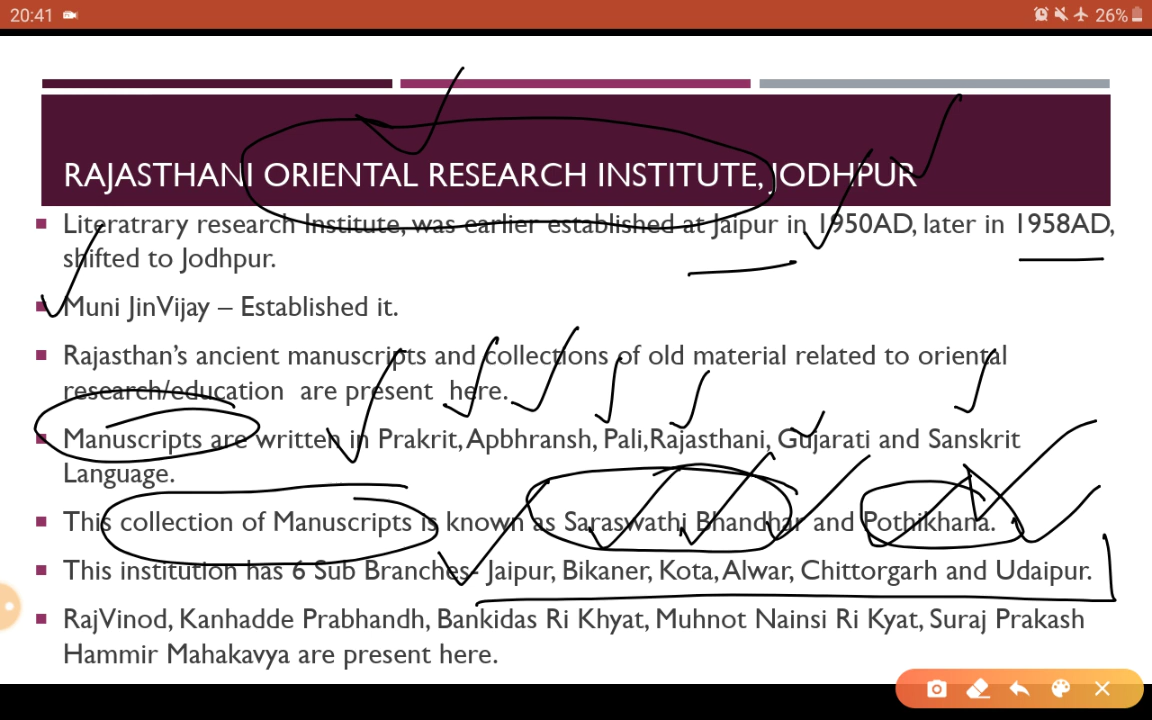 20:41 26%
RAJASTHANI ORIENTAL RESEARCH INSTITUTE, JODHPUR
Literatrary research Institute, was earlier established at Jaipur in 1950AD, later in 1958AD,
shifted to Jodhpur.
Muni JinVijay – Established it.
Rajasthan's ancient manuscripts and collections of old material related to oriental
research/education are present here.
Manuscripts are written in Prakrit, Apbhransh, Pali,Rajasthani, Gujarati and Sanskrit
Language.
This collection of Manuscripts is known as Saraswathi Bhandhar and Pothikhana.
This institution has 6 Sub Branches- Jaipur, Bikaner, Kota, Alwar, Chittorgarh and Udaipur.
RajVinod, Kanhadde Prabhandh, Bankidas Ri Khyat, Muhnot Nainsi Ri Kyat, Suraj Prakash
Hammir Mahakavya are present here.